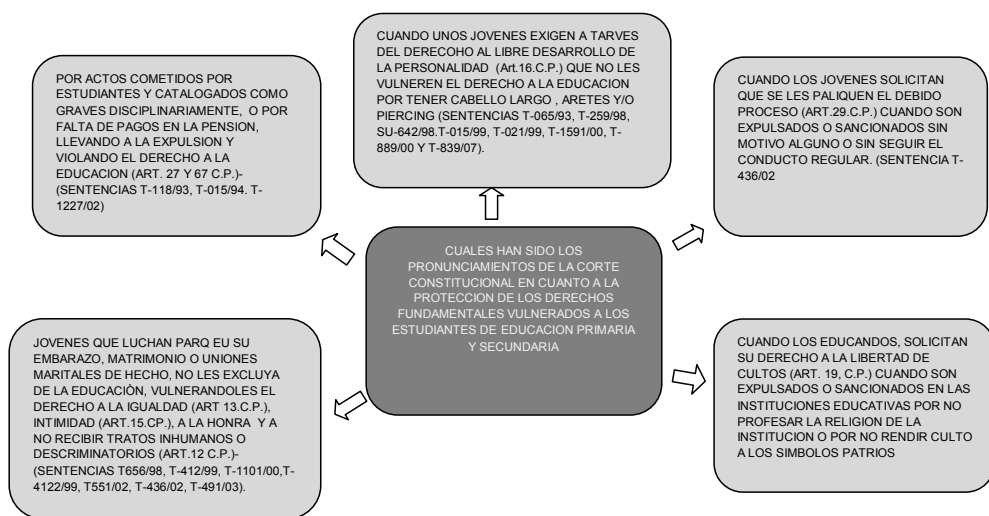 CUANDO UNOS JOVENES EXIGEN A TARVES
DEL DERECOHO AL LIBRE DESARROLLO DE
LA PERSONALIDAD (Art.16.C.P.) QUE NO LES
VULNEREN EL DERECHO A LA EDUCACION
POR TENER CABELLO LARGO , ARETES Y/O
PIERCING (SENTENCIAS T-065/93, T-259/98,
SU-642/98.T-015/99, T-021/99, T-1591/00, T-
889/00 Y T-839/07).
POR ACTOS COMETIDOS POR
ESTUDIANTES Y CATALOGADOS COMO
GRAVES DISCIPLINARIAMENTE, O POR
FALTA DE PAGOS EN LA PENSION,
LLEVANDO A LA EXPULSION Y
VIOLANDO EL DERECHO A LA
EDUCACION (ART. 27 Y 67 C.P.)-
(SENTENCIAS T-118/93, T-015/94. T-
1227/02)
CUANDO LOS JOVENES SOLICITAN
QUE SE LES PALIQUEN EL DEBIDO
PROCESO (ART.29.C.P.) CUANDO SON
EXPULSADOS O SANCIONADOS SIN
MOTIVO ALGUNO O SIN SEGUIR EL
CONDUCTO REGULAR. (SENTENCIA T-
436/02
CUALES HAN SIDO LOS
PRONUNCIAMIENTOS DE LA CORTE
CONSTITUCIONAL EN CUANTO A LA
PROTECCION DE LOS DERECHOS
FUNDAMENTALES VULNERADOS A LOS
ESTUDIANTES DE EDUCACION PRIMARIA
Y SECUNDARIA
JOVENES QUE LUCHAN PARQ EU SU
EMBARAZO, MATRIMONIO O UNIONES
MARITALES DE HECHO, NO LES EXCLUYA
DE LA EDUCACIÒN, VULNERANDOLES EL
DERECHO A LA IGUALDAD (ART 13.C.P.),
INTIMIDAD (ART.15.CP.), A LA HONRA Y A
NO RECIBIR TRATOS INHUMANOS O
DESCRIMINATORIOS (ART.12 C.P.)-
(SENTENCIAS T656/98, T-412/99, T-1101/00,T-
4122/99, T551/02, T-436/02, T-491/03).
CUANDO LOS EDUCANDOS, SOLICITAN
SU DERECHO A LA LIBERTAD DE
CULTOS (ART. 19, C.P.) CUANDO SON
EXPULSADOS O SANCIONADOS EN LAS
INSTITUCIONES EDUCATIVAS POR NO
PROFESAR LA RELIGION DE LA
INSTITUCION O POR NO RENDIR CULTO
A LOS SIMBOLOS PATRIOS